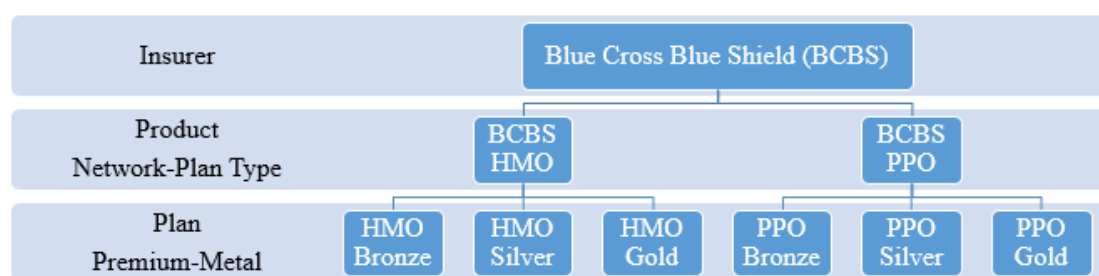 Insurer
Blue Cross Blue Shield (BCBS)
Product
Network-Plan Type
BCBS
HMO
BCBS
PPO
Plan
Premium-Metal
HMO
Bronze
HMO
Silver
HMO
Gold
PPO
Bronze
PPO
Silver
PPO
Gold